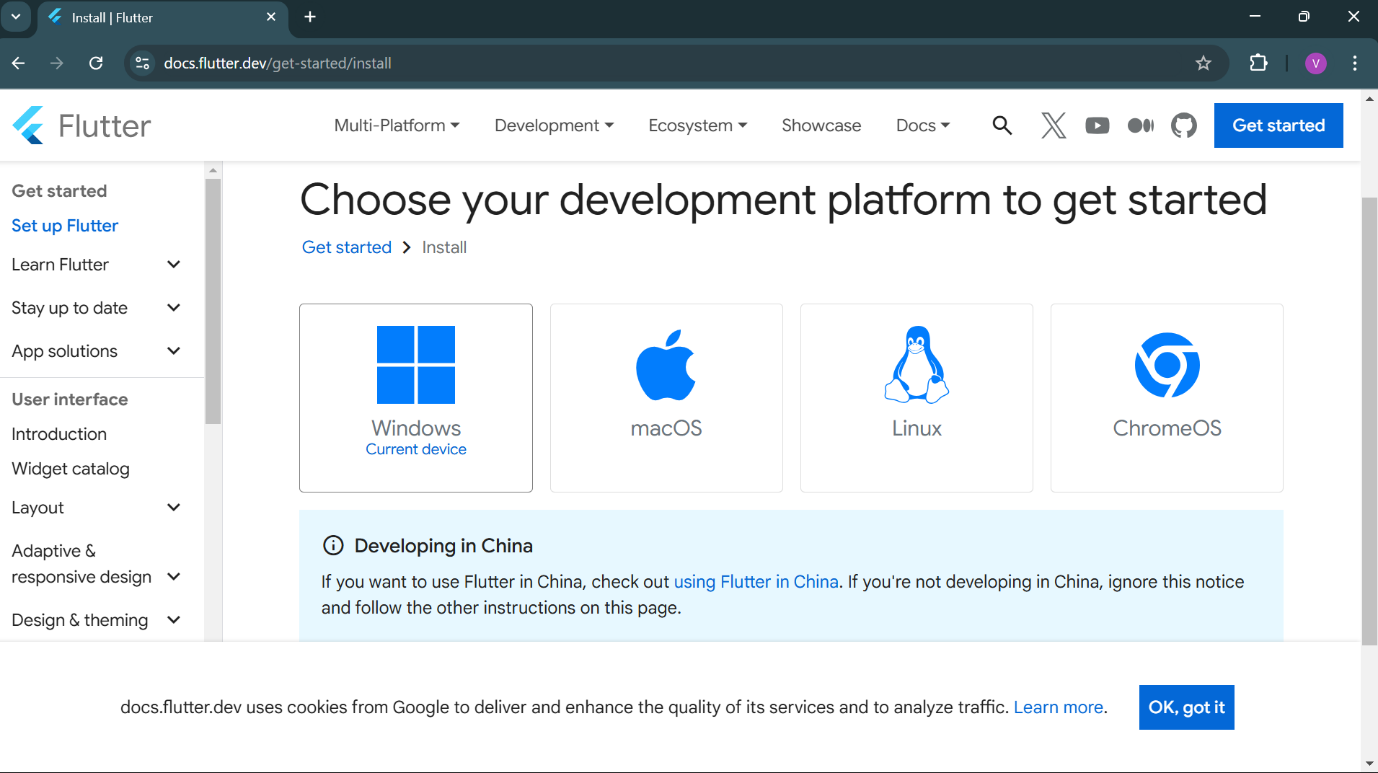 Install | Flutter
docs.flutter.dev/get-started/install
V
Flutter
Multi-Platform
Development
Ecosystem
Showcase
Docs
Get started
Get started
Set up Flutter
Learn Flutter
Stay up to date
App solutions
User interface
Introduction
Widget catalog
Layout
Adaptive &
responsive design
Design & theming
Choose your development platform to get started
Get started
Install
Windows
Current device
macOS
Linux
ChromeOS
Developing in China
If you want to use Flutter in China, check out using Flutter in China. If you're not developing in China, ignore this notice
and follow the other instructions on this page.
docs.flutter.dev uses cookies from Google to deliver and enhance the quality of its services and to analyze traffic. Learn more.
OK, got it